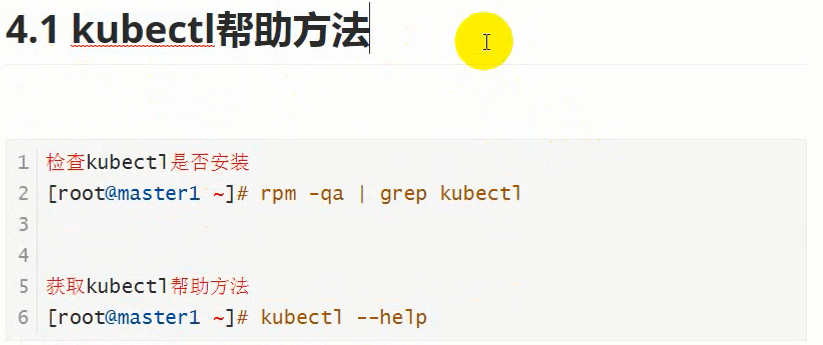 4.1 kubectl帮助方法
1 检查kubectl是否安装
2 [root@master1 ~]# rpm -qa | grep kubectl
3
4
5 获取kubectl帮助方法
6 [root@master1 ~]# kubectl --help